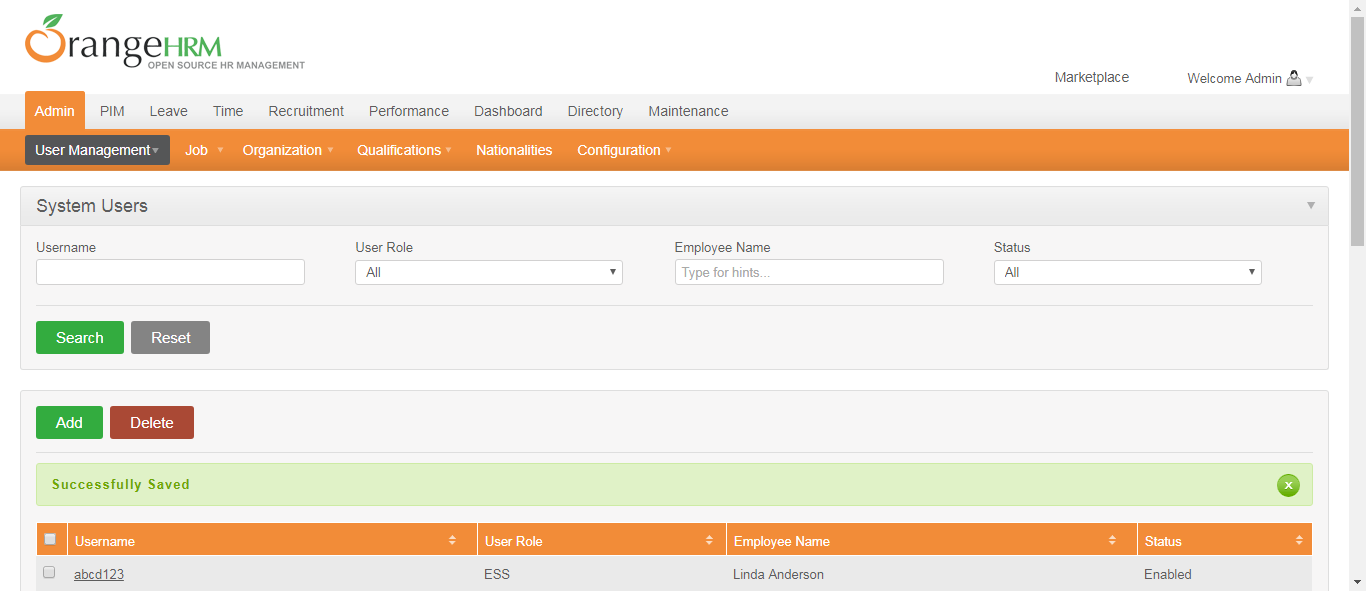 OrangeHRM
OPEN SOURCE HR MANAGEMENT
Marketplace Welcome Admin
Admin PIM Leave Time Recruitment Performance Dashboard Directory Maintenance
User Management Job Organization Qualifications Nationalities Configuration
System Users
Username User Role Employee Name Status
All Type for hints... All
Search Reset
Add Delete
Successfully Saved
x
Username User Role Employee Name Status
abcd123 ESS Linda Anderson Enabled